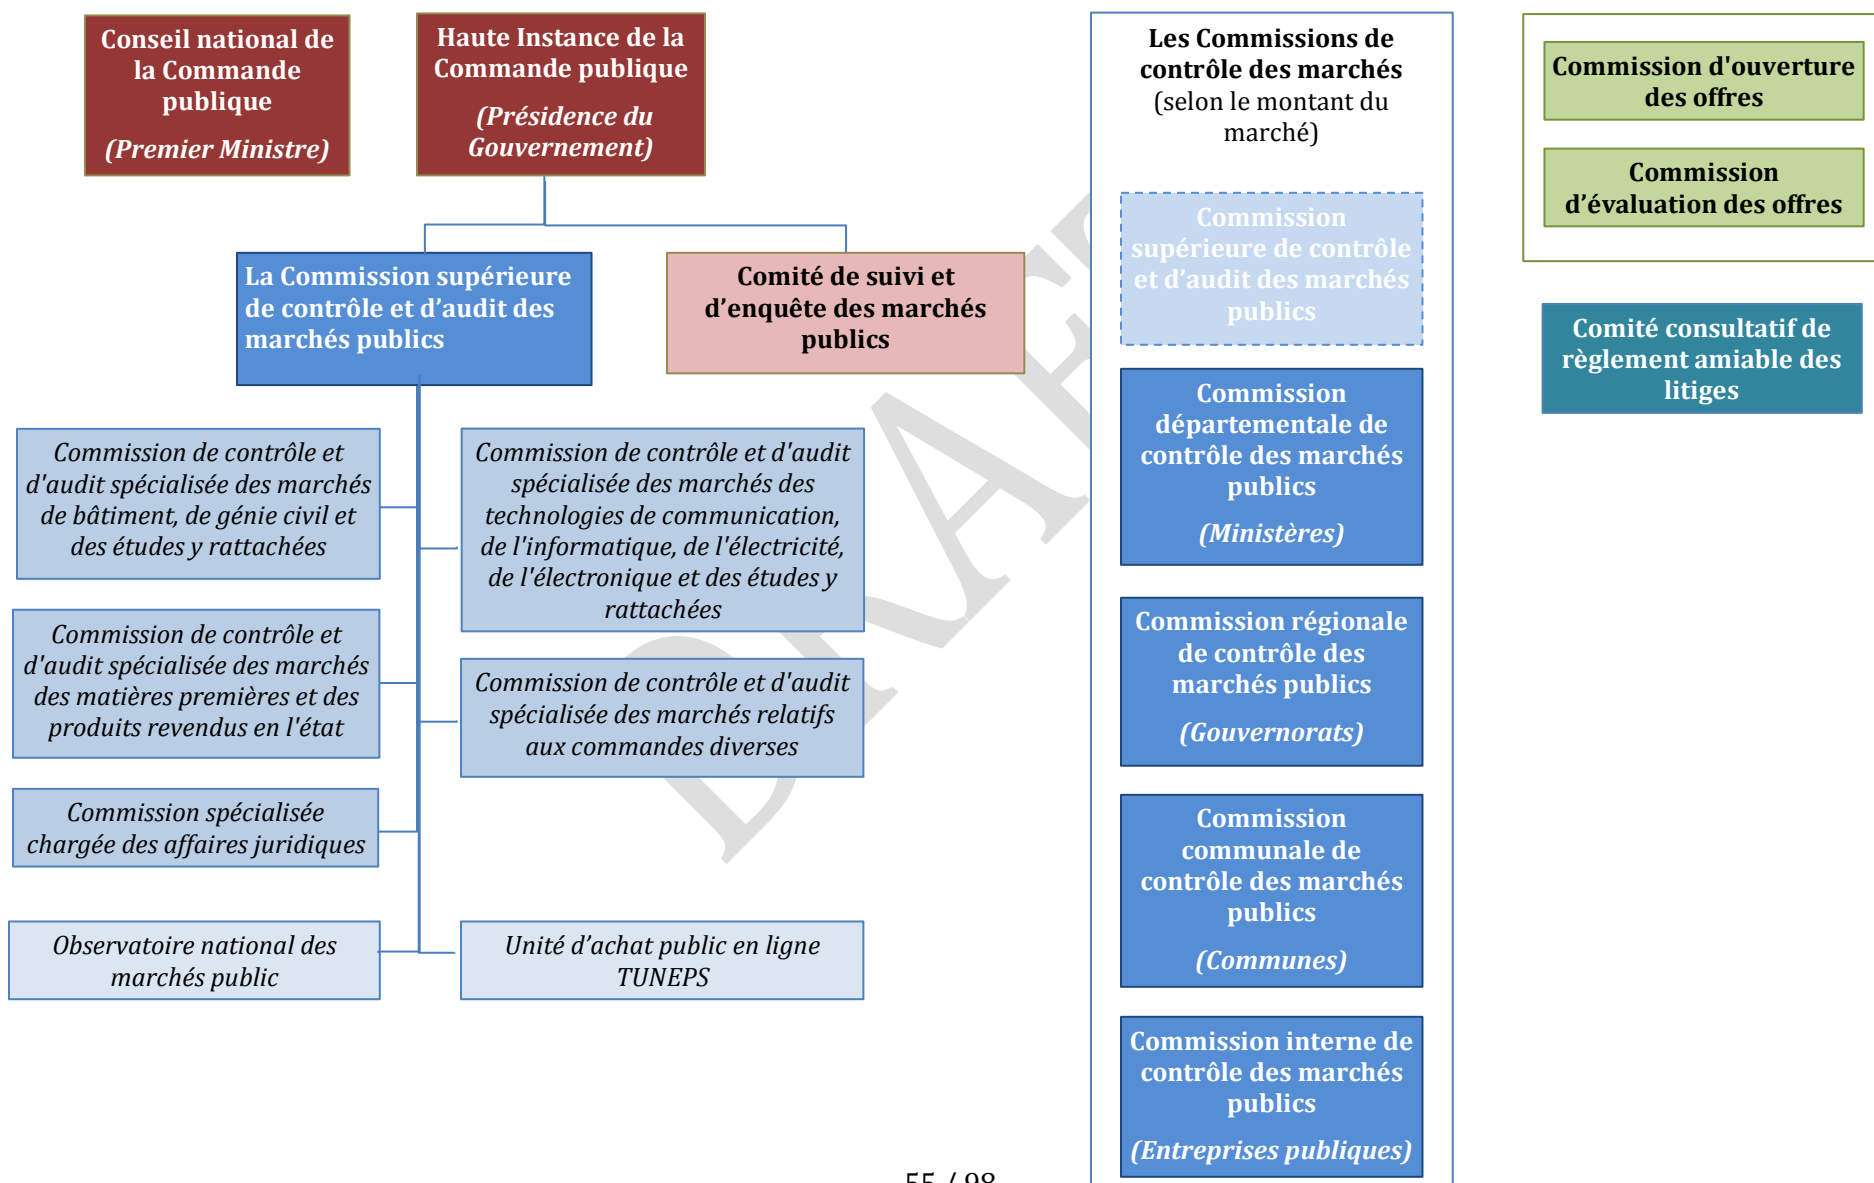 Conseil national de
la Commande
publique
(Premier Ministre)
Haute Instance de la
Commande publique
(Présidence du
Gouvernement)
La Commission supérieure
de contrôle et d’audit des
marchés publics
Comité de suivi et
d’enquête des marchés
publics
Commission de contrôle et
d'audit spécialisée des marchés
de bâtiment, de génie civil et
des études y rattachées
Commission de contrôle et d'audit
spécialisée des marchés des
technologies de communication,
de l'informatique, de l'électricité,
de l'électronique et des études y
rattachées
Commission de contrôle et
d'audit spécialisée des marchés
des matières premières et des
produits revendus en l'état
Commission de contrôle et d'audit
spécialisée des marchés relatifs
aux commandes diverses
Commission spécialisée
chargée des affaires juridiques
Observatoire national des
marchés public
Unité d’achat public en ligne
TUNEPS
Les Commissions de
contrôle des marchés
(selon le montant du
marché)
Commission
supérieure de contrôle
et d’audit des marchés
publics
Commission
départementale de
contrôle des marchés
publics
(Ministères)
Commission régionale
de contrôle des
marchés publics
(Gouvernorats)
Commission
communale de
contrôle des marchés
publics
(Communes)
Commission interne de
contrôle des marchés
publics
(Entreprises publiques)
Commission d'ouverture
des offres
Commission
d’évaluation des offres
Comité consultatif de
règlement amiable des
litiges
DRAFT
55 / 98